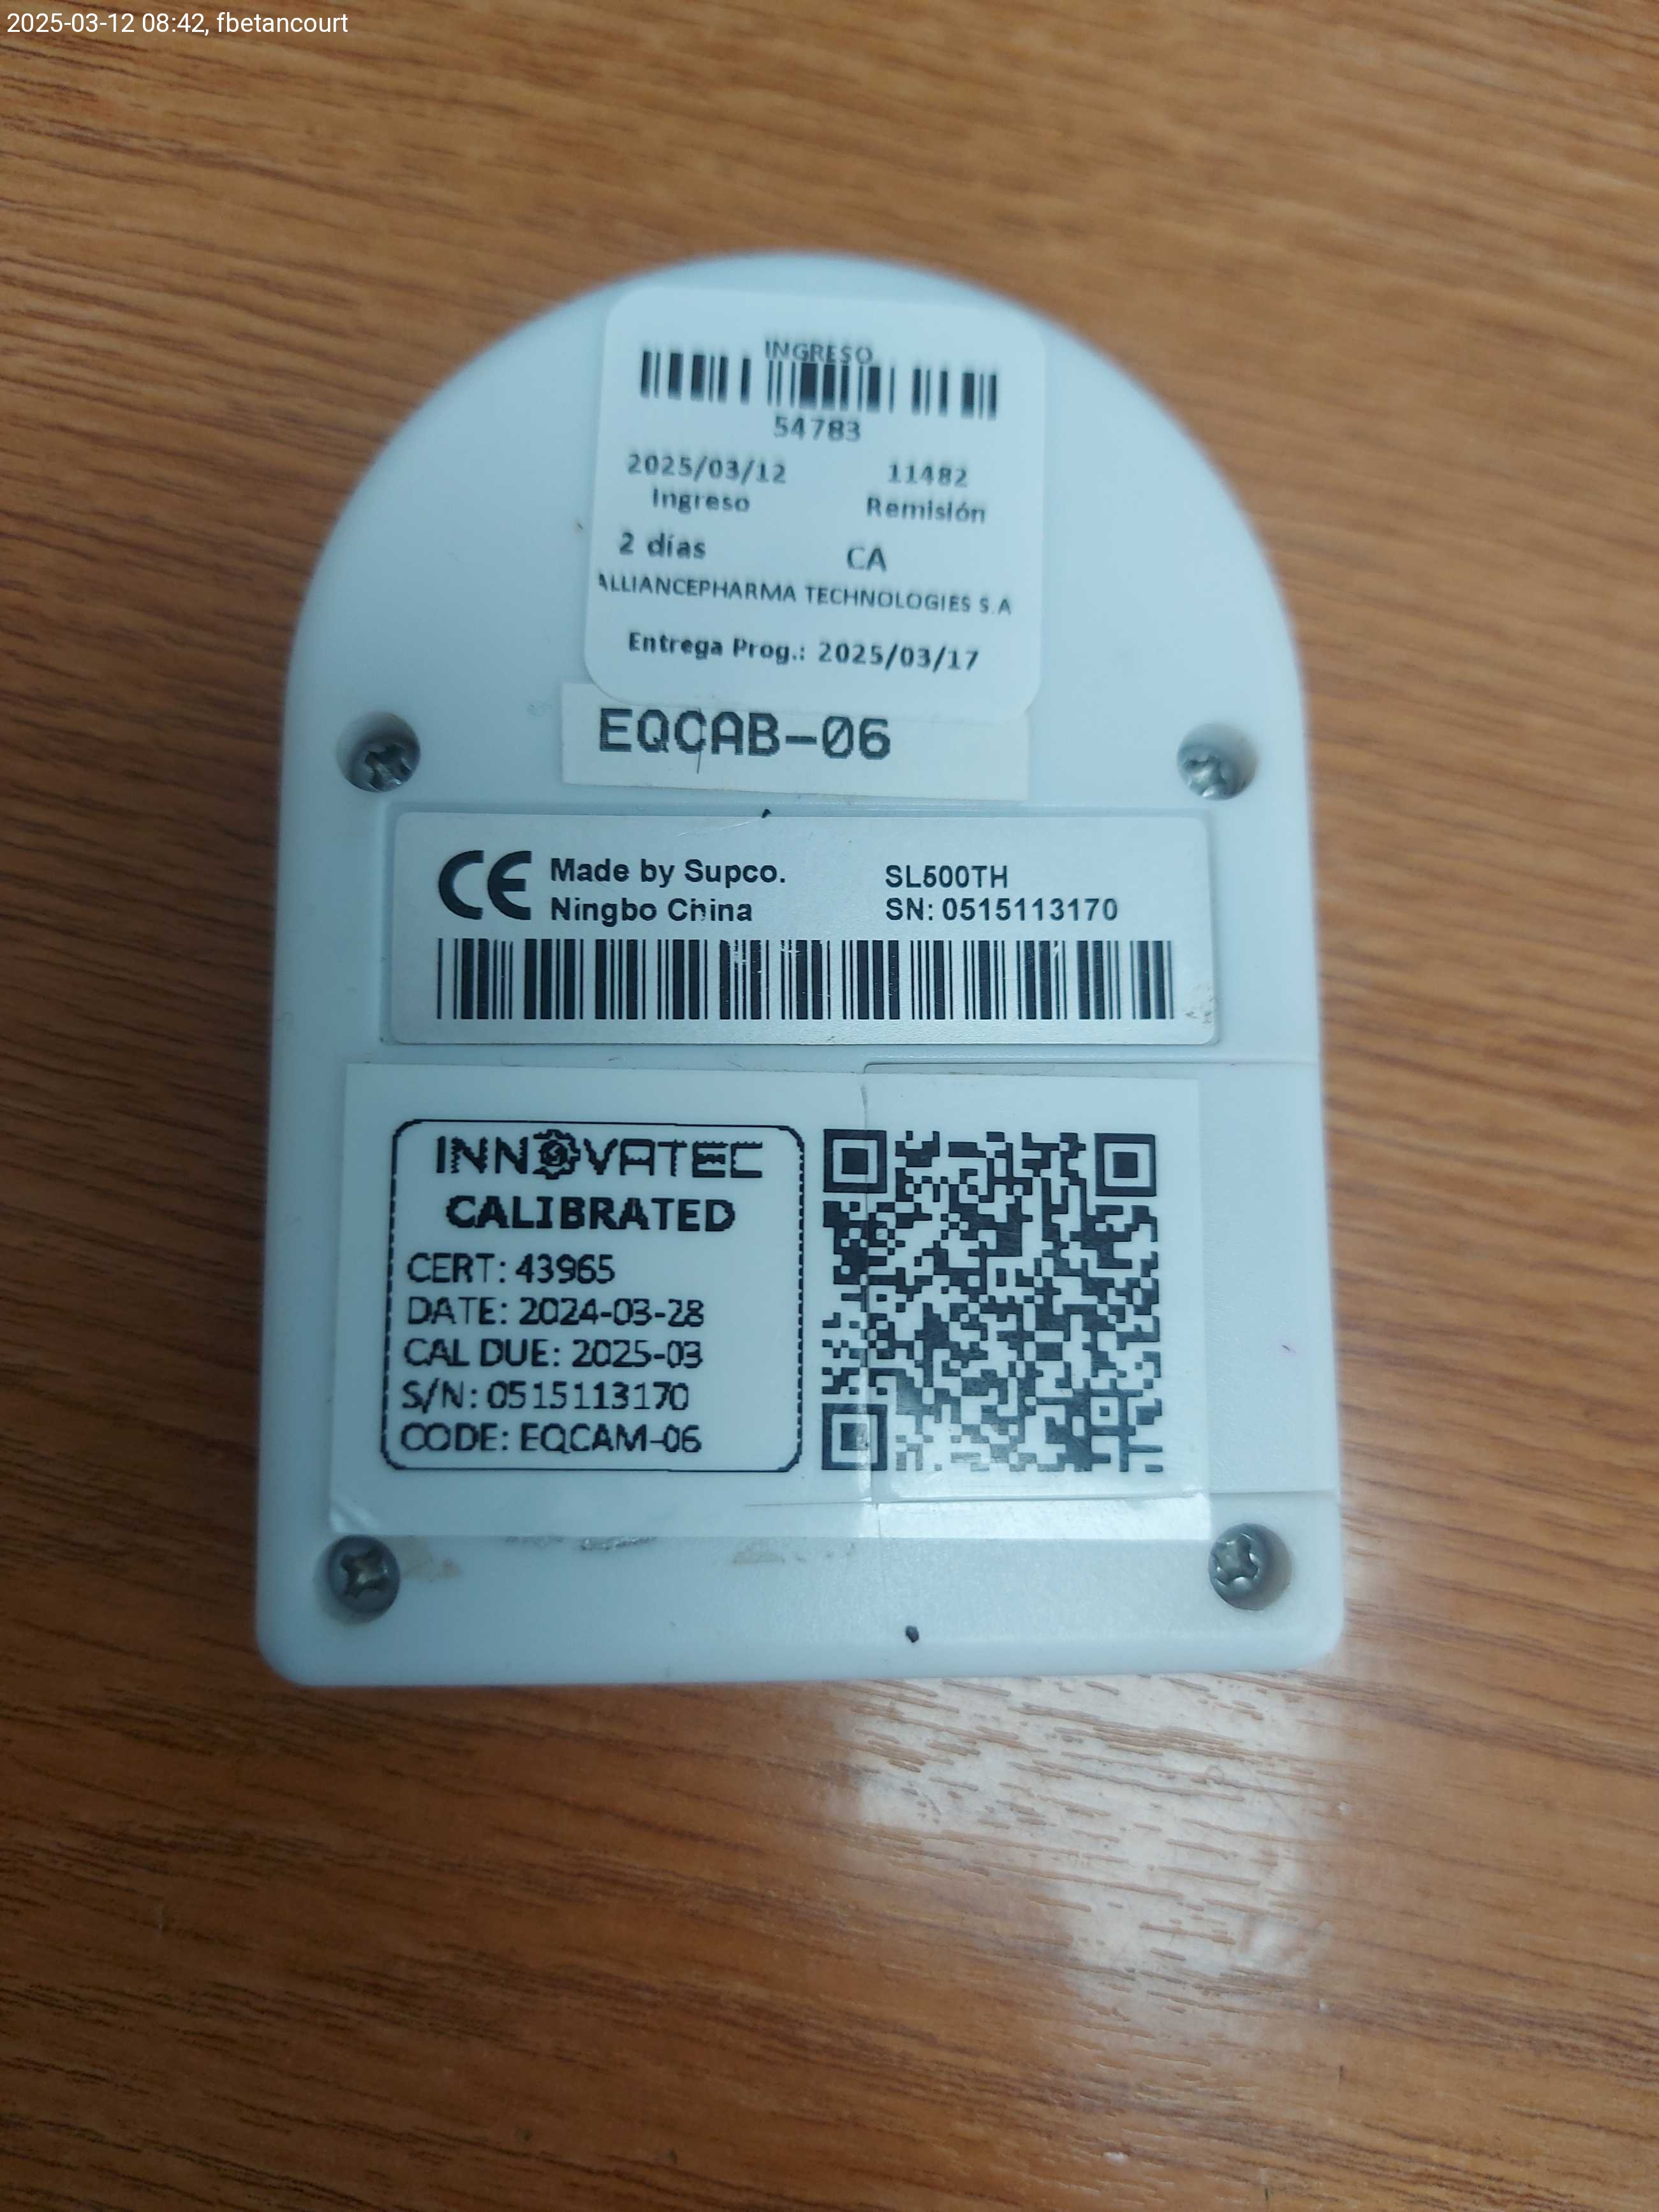 2025-03-12 08:42, fbetancourt
INGRESO
54783
2025/03/12 11482
Ingreso Remisión
2 días CA
ALLIANCEPHARMA TECHNOLOGIES S.A
Entrega Prog.: 2025/03/17
EQCAB-06
CE Made by Supco. SL500TH
Ningbo China SN: 0515113170
INNOVATEC
CALIBRATED
CERT: 43965
DATE: 2024-03-28
CAL DUE: 2025-03
S/N: 0515113170
CODE: EQCAM-06